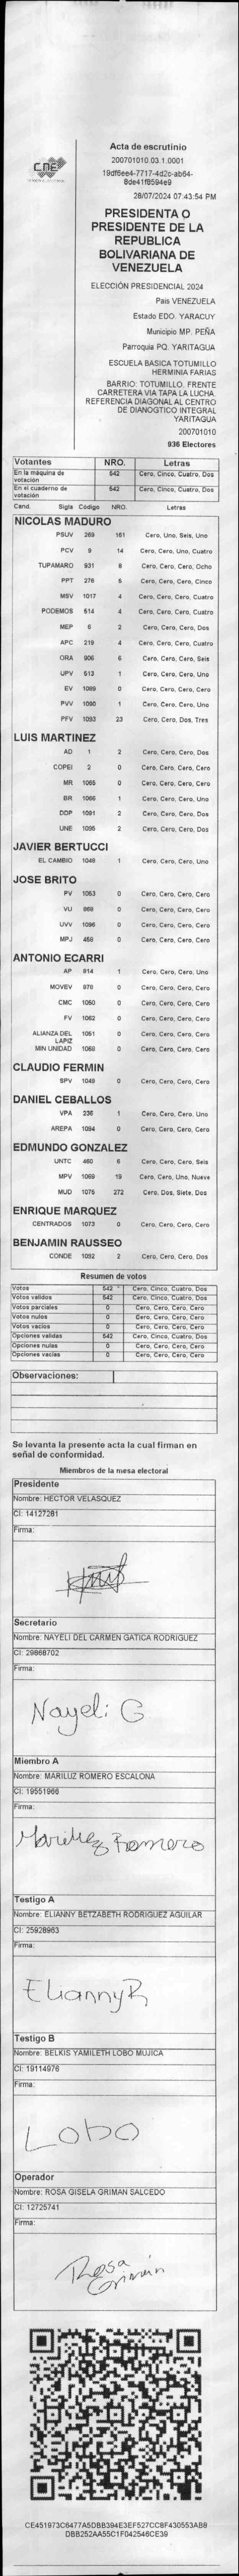 CNE
Acta de escrutinio
200701010.03.1.0001
19df6ee4-7717-4d2c-ab64-
8de41f8594e9
28/07/2024 07:43:54 PM
PRESIDENTA O
PRESIDENTE DE LA
REPUBLICA
BOLIVARIANA DE
VENEZUELA
ELECCIÓN PRESIDENCIAL 2024
Pais VENEZUELA
Estado EDO. YARACUY
Municipio MP. PEÑA
Parroquia PQ. YARITAGUA
ESCUELA BASICA TOTUMILLO
HERMINIA FARIAS
BARRIO: TOTUMILLO. FRENTE
CARRETERA VIA TAPA LA LUCHA.
REFERENCIA DIAGONAL AL CENTRO
DE DIANOGTICO INTEGRAL
YARITAGUA
200701010
936 Electores
Votantes NRO. Letras
En la máquina de votación 542 Cero, Cinco, Cuatro, Dos
En el cuaderno de votación 542 Cero, Cinco, Cuatro, Dos
Cand. Sigla Código NRO. Letras
NICOLAS MADURO
PSUV 269 161 Cero, Uno, Seis, Uno
PCV 9 14 Cero, Cero, Uno, Cuatro
TUPAMARO 931 8 Cero, Cero, Cero, Ocho
PPT 276 5 Cero, Cero, Cero, Cinco
MSV 1017 4 Cero, Cero, Cero, Cuatro
PODEMOS 514 4 Cero, Cero, Cero, Cuatro
MEP 6 2 Cero, Cero, Cero, Dos
APC 219 4 Cero, Cero, Cero, Cuatro
ORA 906 6 Cero, Cero, Cero, Seis
UPV 513 1 Cero, Cero, Cero, Uno
EV 1089 0 Cero, Cero, Cero, Cero
PVV 1090 1 Cero, Cero, Cero, Uno
PFV 1093 23 Cero, Cero, Dos, Tres
LUIS MARTINEZ
AD 1 2 Cero, Cero, Cero, Dos
COPEI 2 0 Cero, Cero, Cero, Cero
MR 1065 0 Cero, Cero, Cero, Cero
BR 1066 1 Cero, Cero, Cero, Uno
DDP 1091 2 Cero, Cero, Cero, Dos
UNE 1095 2 Cero, Cero, Cero, Dos
JAVIER BERTUCCI
EL CAMBIO 1048 1 Cero, Cero, Cero, Uno
JOSE BRITO
PV 1053 0 Cero, Cero, Cero, Cero
VU 868 0 Cero, Cero, Cero, Cero
UVV 1096 0 Cero, Cero, Cero, Cero
MPJ 456 0 Cero, Cero, Cero, Cero
ANTONIO ECARRI
AP 814 1 Cero, Cero, Cero, Uno
MOVEV 978 0 Cero, Cero, Cero, Cero
CMC 1050 0 Cero, Cero, Cero, Cero
FV 1062 0 Cero, Cero, Cero, Cero
ALIANZA DEL LAPIZ 1051 0 Cero, Cero, Cero, Cero
MIN UNIDAD 1068 0 Cero, Cero, Cero, Cero
CLAUDIO FERMIN
SPV 1049 0 Cero, Cero, Cero, Cero
DANIEL CEBALLOS
VPA 236 1 Cero, Cero, Cero, Uno
AREPA 1094 0 Cero, Cero, Cero, Cero
EDMUNDO GONZALEZ
UNTC 460 6 Cero, Cero, Cero, Seis
MPV 1069 19 Cero, Cero, Uno, Nueve
MUD 1075 272 Cero, Dos, Siete, Dos
ENRIQUE MARQUEZ
CENTRADOS 1073 0 Cero, Cero, Cero, Cero
BENJAMIN RAUSSEO
CONDE 1092 2 Cero, Cero, Cero, Dos
Resumen de votos
Votos 542 Cero, Cinco, Cuatro, Dos
Votos validos 542 Cero, Cinco, Cuatro, Dos
Votos parciales 0 Cero, Cero, Cero, Cero
Votos nulos 0 Cero, Cero, Cero, Cero
Votos vacios 0 Cero, Cero, Cero, Cero
Opciones validas 542 Cero, Cinco, Cuatro, Dos
Opciones nulas 0 Cero, Cero, Cero, Cero
Opciones vacias 0 Cero, Cero, Cero, Cero
Observaciones:
Se levanta la presente acta la cual firman en
señal de conformidad.
Miembros de la mesa electoral
Presidente
Nombre: HECTOR VELASQUEZ
CI: 14127281
Firma:
Secretario
Nombre: NAYELI DEL CARMEN GATICA RODRIGUEZ
CI: 29868702
Firma:
Nayeli G
Miembro A
Nombre: MARILUZ ROMERO ESCALONA
CI: 19551966
Firma:
Mariluz Romero
Testigo A
Nombre: ELIANNY BETZABETH RODRIGUEZ AGUILAR
CI: 25928963
Firma:
Elianny R
Testigo B
Nombre: BELKIS YAMILETH LOBO MUJICA
CI: 19114976
Firma:
Lobo
Operador
Nombre: ROSA GISELA GRIMAN SALCEDO
CI: 12725741
Firma:
Rosa
Griman
CE451973C6477A5DBB394E3EF527CC8F430553AB8
DBB252AA55C1F042546CE39